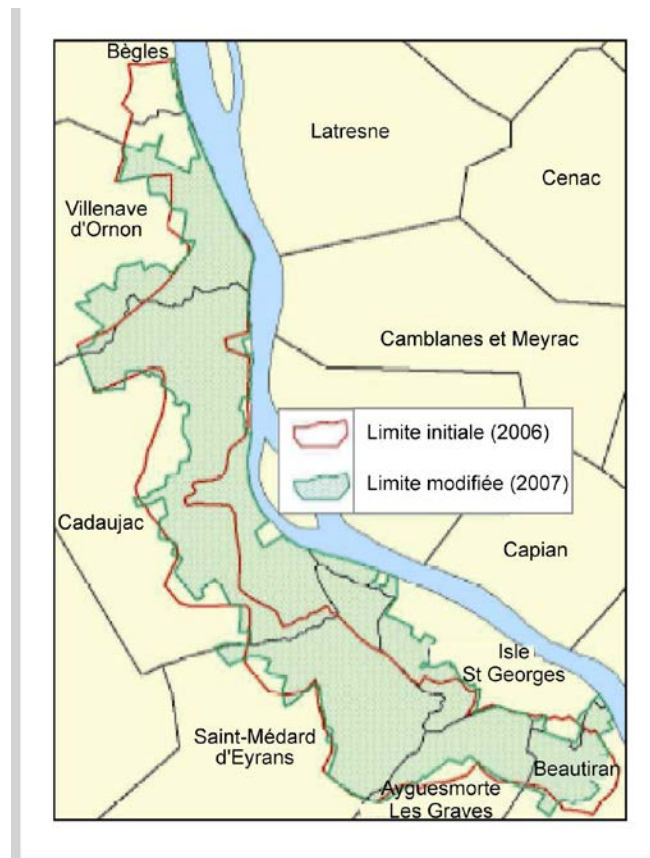 Bègles
Latresne
Cenac
Villenave
d'Ornon
Camblanes et Meyrac
Limite initiale (2006)
Limite modifiée (2007)
Cadaujac
Capian
Isle
St Georges
Saint-Médard
d'Eyrans
Beautiran
Ayguesmorte
Les Graves